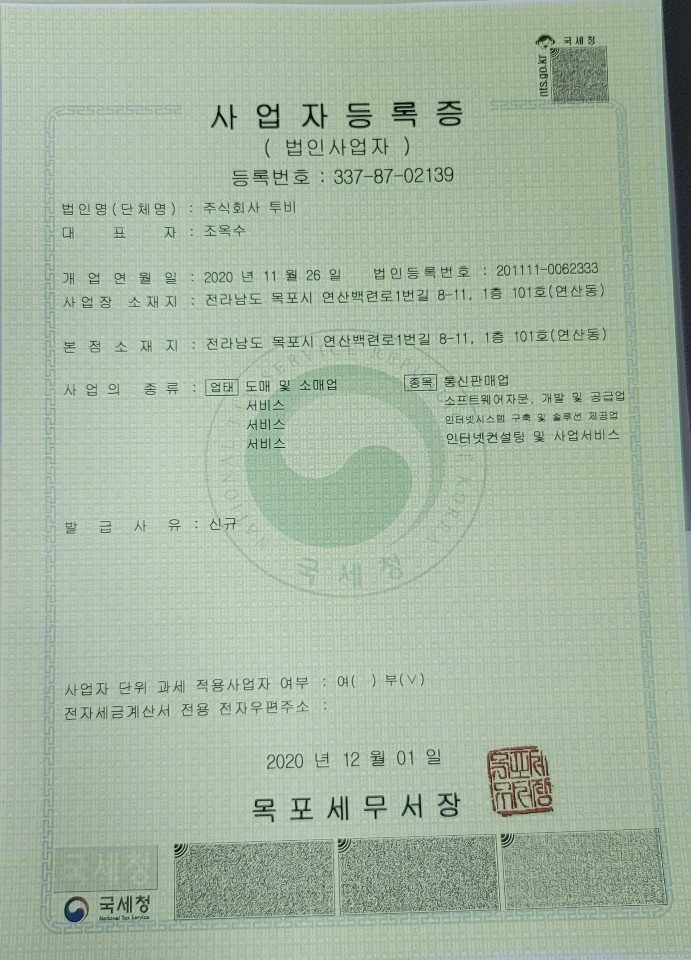 국세청
nts.go.kr
사업자등록증
( 법인사업자 )
등록번호 : 337-87-02139
법인명(단체명) : 주식회사 투비
대 표 자 : 조옥수
개업연월일 : 2020 년 11 월 26 일 법인등록번호 : 201111-0062333
사업장 소재지 : 전라남도 목포시 연산백련로1번길 8-11, 1층 101호(연산동)
본점소재지 : 전라남도 목포시 연산백련로1번길 8-11, 1층 101호(연산동)
사업의 종류 : 업태 도매 및 소매업 종목 통신판매업
서비스 소프트웨어자문, 개발 및 공급업
서비스 인터넷시스템 구축 및 솔루션 제공업
서비스 인터넷컨설팅 및 사업서비스
발급사유 : 신규
국세청
사업자 단위 과세 적용사업자 여부 : 여( ) 부(∨)
전자세금계산서 전용 전자우편주소 :
2020 년 12 월 01 일
목포세무서장
국세청
National Tax Service